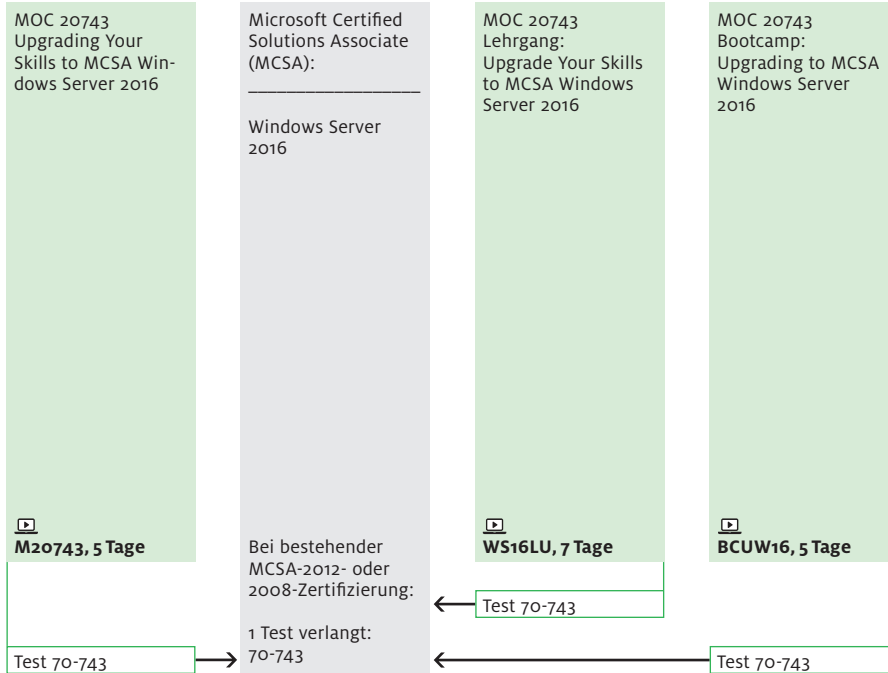 MOC 20743
Upgrading Your
Skills to MCSA Win-
dows Server 2016
M20743, 5 Tage
Test 70-743
Microsoft Certified
Solutions Associate
(MCSA):
__________________
Windows Server
2016
Bei bestehender
MCSA-2012- oder
2008-Zertifizierung:
1 Test verlangt:
70-743
MOC 20743
Lehrgang:
Upgrade Your Skills
to MCSA Windows
Server 2016
WS16LU, 7 Tage
Test 70-743
MOC 20743
Bootcamp:
Upgrading to MCSA
Windows Server
2016
BCUW16, 5 Tage
Test 70-743